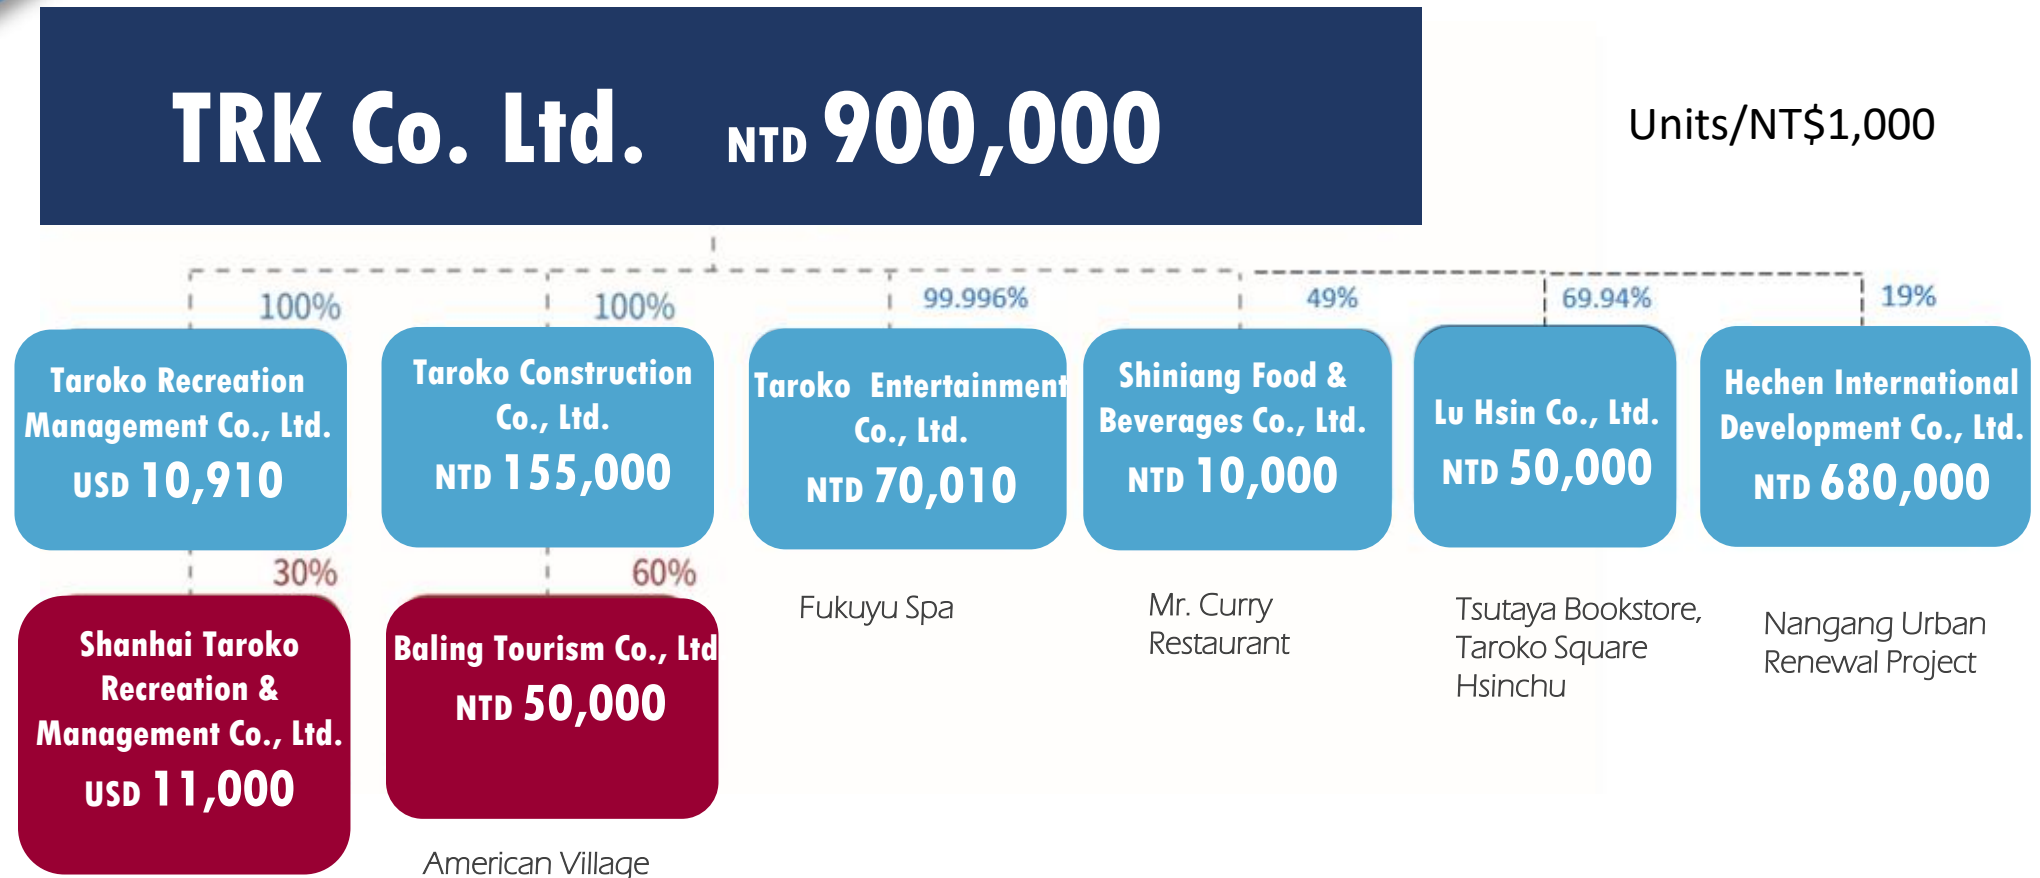 TRK Co. Ltd. NTD 900,000
Units/NT$1,000
100%
100%
99.996%
49%
69.94%
19%
Taroko Recreation
Management Co., Ltd.
USD 10,910
Taroko Construction
Co., Ltd.
NTD 155,000
Taroko Entertainment
Co., Ltd.
NTD 70,010
Shiniang Food &
Beverages Co., Ltd.
NTD 10,000
Lu Hsin Co., Ltd.
NTD 50,000
Hechen International
Development Co., Ltd.
NTD 680,000
30%
60%
Shanhai Taroko
Recreation &
Management Co., Ltd.
USD 11,000
Baling Tourism Co., Ltd
NTD 50,000
Fukuyu Spa
Mr. Curry
Restaurant
Tsutaya Bookstore,
Taroko Square
Hsinchu
Nangang Urban
Renewal Project
American Village